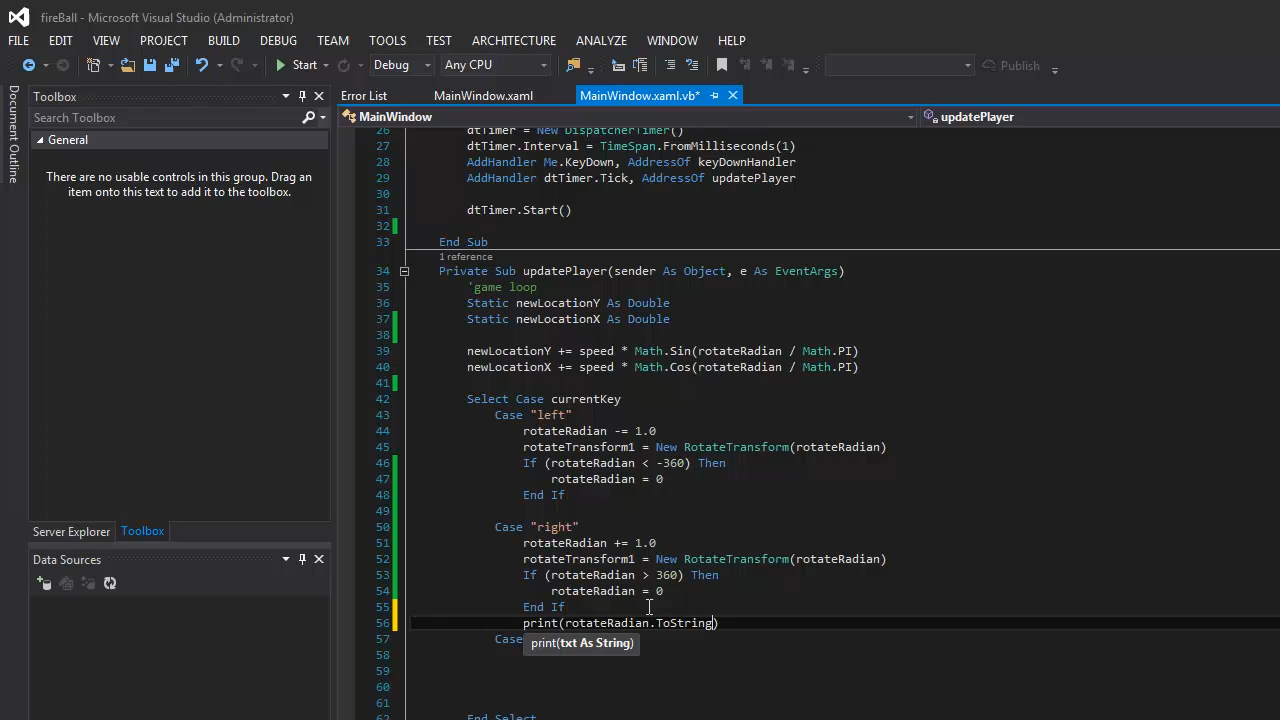 fireBall - Microsoft Visual Studio (Administrator)
FILE EDIT VIEW PROJECT BUILD DEBUG TEAM TOOLS TEST ARCHITECTURE ANALYZE WINDOW HELP
Start Debug Any CPU Publish
Document Outline
Toolbox
Search Toolbox
General
There are no usable controls in this group. Drag an
item onto this text to add it to the toolbox.
Server Explorer Toolbox
Data Sources
Error List MainWindow.xaml MainWindow.xaml.vb*
MainWindow updatePlayer
26 dtTimer = New DispatcherTimer()
27 dtTimer.Interval = TimeSpan.FromMilliseconds(1)
28 AddHandler Me.KeyDown, AddressOf keyDownHandler
29 AddHandler dtTimer.Tick, AddressOf updatePlayer
30
31 dtTimer.Start()
32
33 End Sub
1 reference
34 Private Sub updatePlayer(sender As Object, e As EventArgs)
35 'game loop
36 Static newLocationY As Double
37 Static newLocationX As Double
38
39 newLocationY += speed * Math.Sin(rotateRadian / Math.PI)
40 newLocationX += speed * Math.Cos(rotateRadian / Math.PI)
41
42 Select Case currentKey
43 Case "left"
44 rotateRadian -= 1.0
45 rotateTransform1 = New RotateTransform(rotateRadian)
46 If (rotateRadian < -360) Then
47 rotateRadian = 0
48 End If
49
50 Case "right"
51 rotateRadian += 1.0
52 rotateTransform1 = New RotateTransform(rotateRadian)
53 If (rotateRadian > 360) Then
54 rotateRadian = 0
55 End If
56 print(rotateRadian.ToString)
57 Case
print(txt As String)
58
59
60
61
62 End Select